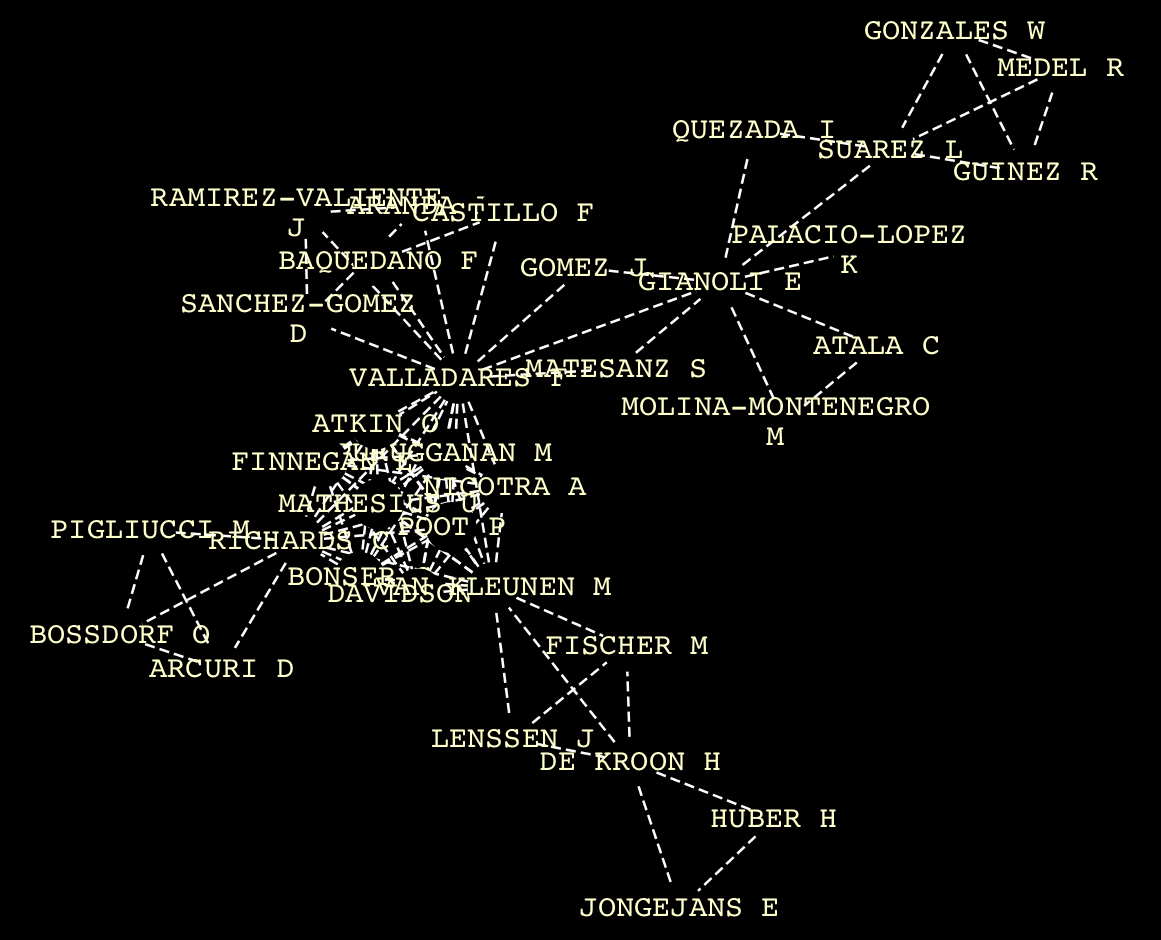 GONZALES W
MEDEL R
QUEZADA I
SUAREZ L
GUINEZ R
RAMIREZ-VALIENTE
J
ARANDA
CASTILLO F
PALACIO-LOPEZ
K
BAQUEDANO F
GOMEZ J
GIANOLI E
SANCHEZ-GOMEZ
D
ATALA C
MATESANZ S
VALLADARES F
MOLINA-MONTENEGRO
M
ATKIN O
M
FINNEGAN
NICOTRA A
MATHESIUS U
POOT P
PIGLIUCCI M
RICHARDS C
BONSER
VAN KLEUNEN M
DAVIDSON
BOSSDORF O
FISCHER M
ARCURI D
LENSSEN J
DE KROON H
HUBER H
JONGEJANS E